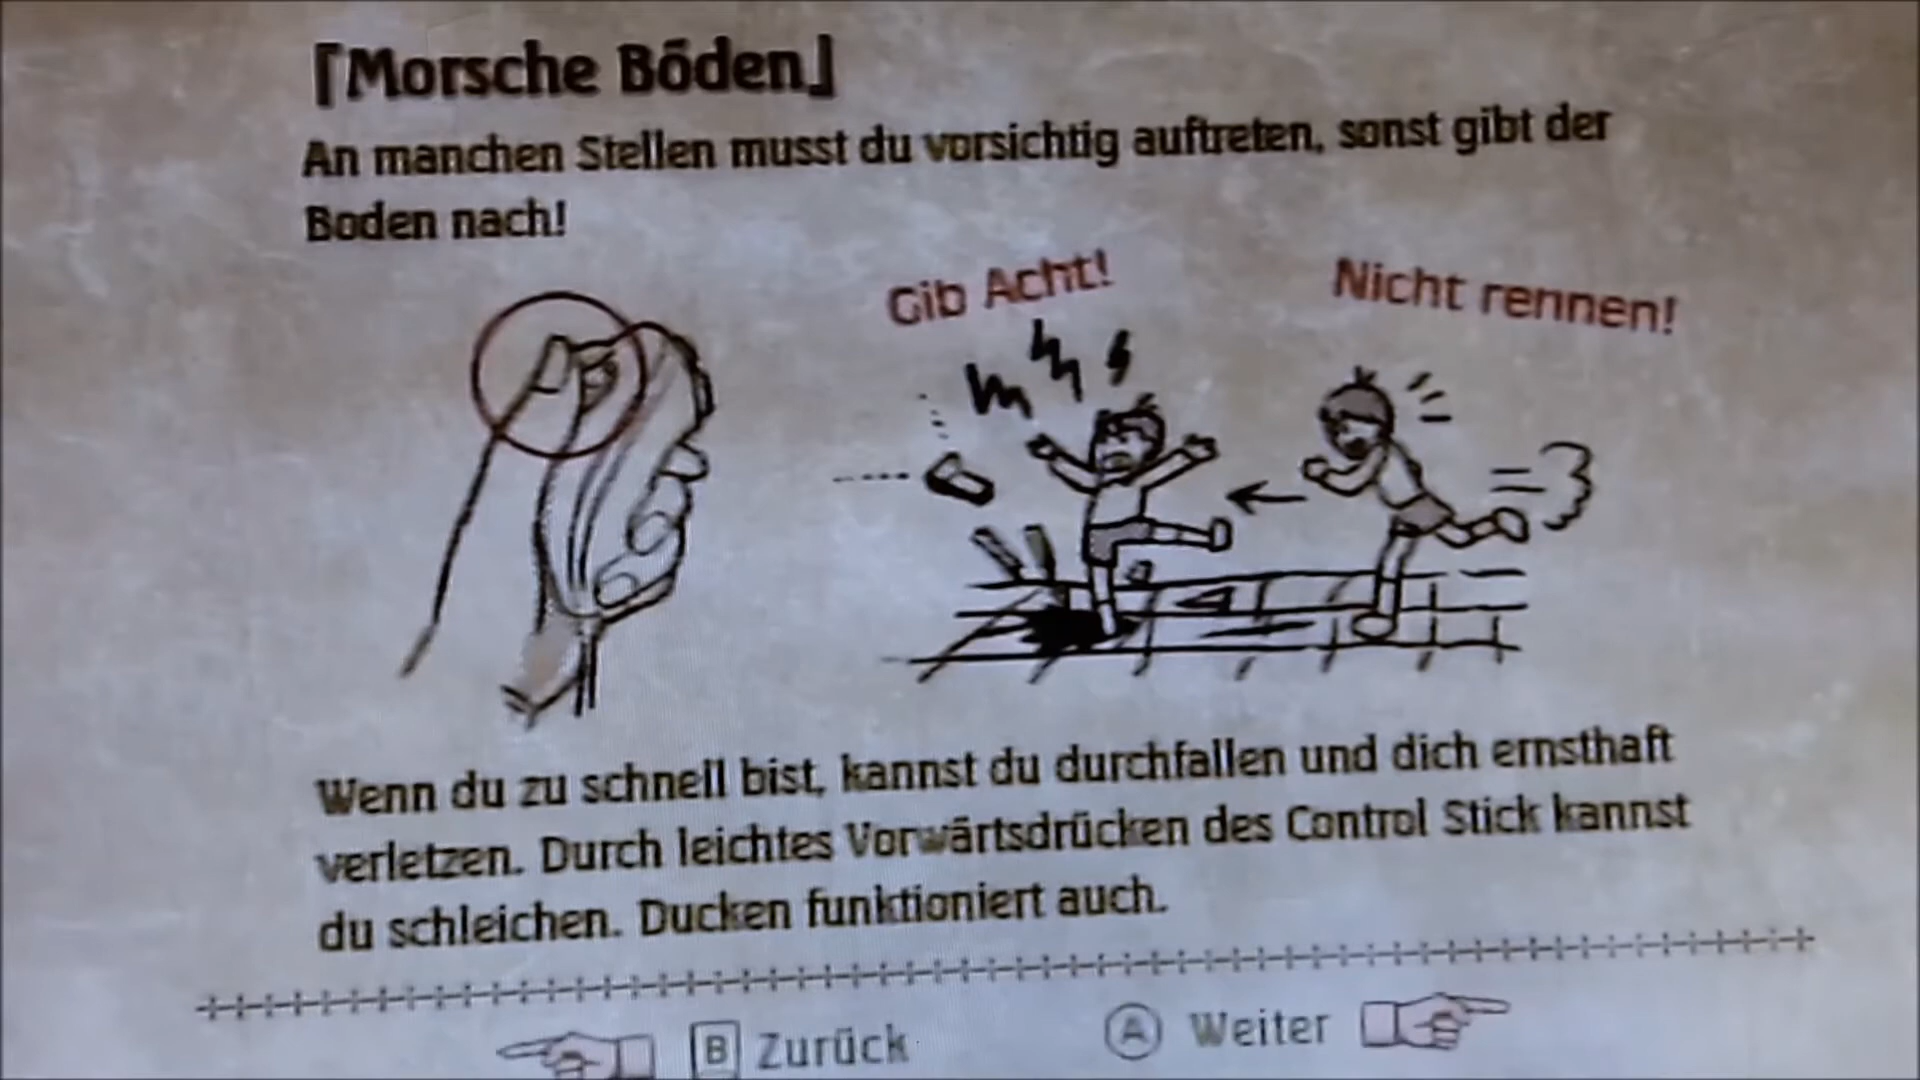 「Morsche Böden」
An manchen Stellen musst du vorsichtig auftreten, sonst gibt der
Boden nach!
Gib Acht!
Nicht rennen!
Wenn du zu schnell bist, kannst du durchfallen und dich ernsthaft
verletzen. Durch leichtes Vorwärtsdrücken des Control Stick kannst
du schleichen. Ducken funktioniert auch.
B Zurück
A Weiter